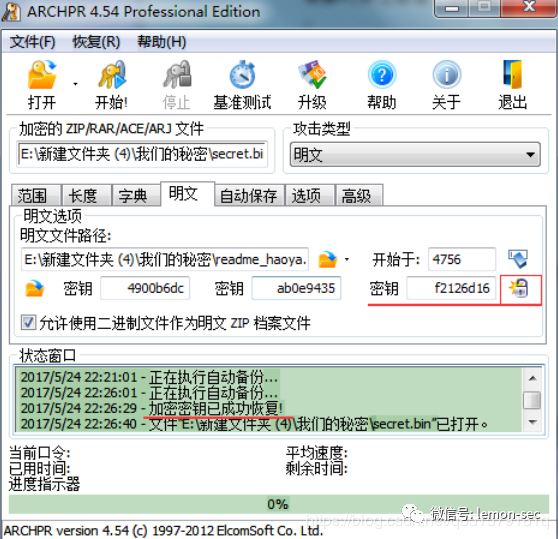 ARCHPR 4.54 Professional Edition
文件(F) 恢复(R) 帮助(H)
打开 开始! 停止 基准测试 升级 帮助 关于 退出
加密的 ZIP/RAR/ACE/ARJ 文件 攻击类型
E:\新建文件夹 (4)\我们的秘密\secret.bi 明文
范围 长度 字典 明文 自动保存 选项 高级
明文选项
明文文件路径:
E:\新建文件夹 (4)\我们的秘密\readme_haoya. 开始于: 4756
密钥 4900b6dc 密钥 ab0e9435 密钥 f2126d16
允许使用二进制文件作为明文 ZIP 档案文件
状态窗口
2017/5/24 22:21:01 - 正在执行自动备份...
2017/5/24 22:26:01 - 正在执行自动备份...
2017/5/24 22:26:29 - 加密密钥已成功恢复!
2017/5/24 22:26:40 - 文件"E:\新建文件夹 (4)\我们的秘密\secret.bin"已打开。
当前口令: 平均速度:
已用时间: 剩余时间:
进度指示器
0%
微信号: lemon-sec
ARCHPR version 4.54 (c) 1997-2012 ElcomSoft Co. Ltd.